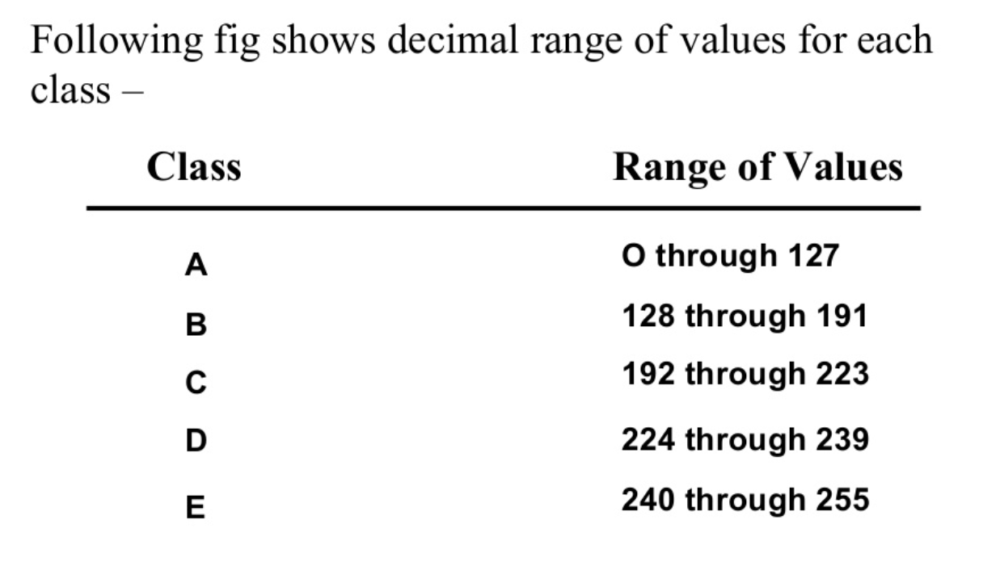 Following fig shows decimal range of values for each
class –
Class Range of Values
A O through 127
B 128 through 191
C 192 through 223
D 224 through 239
E 240 through 255